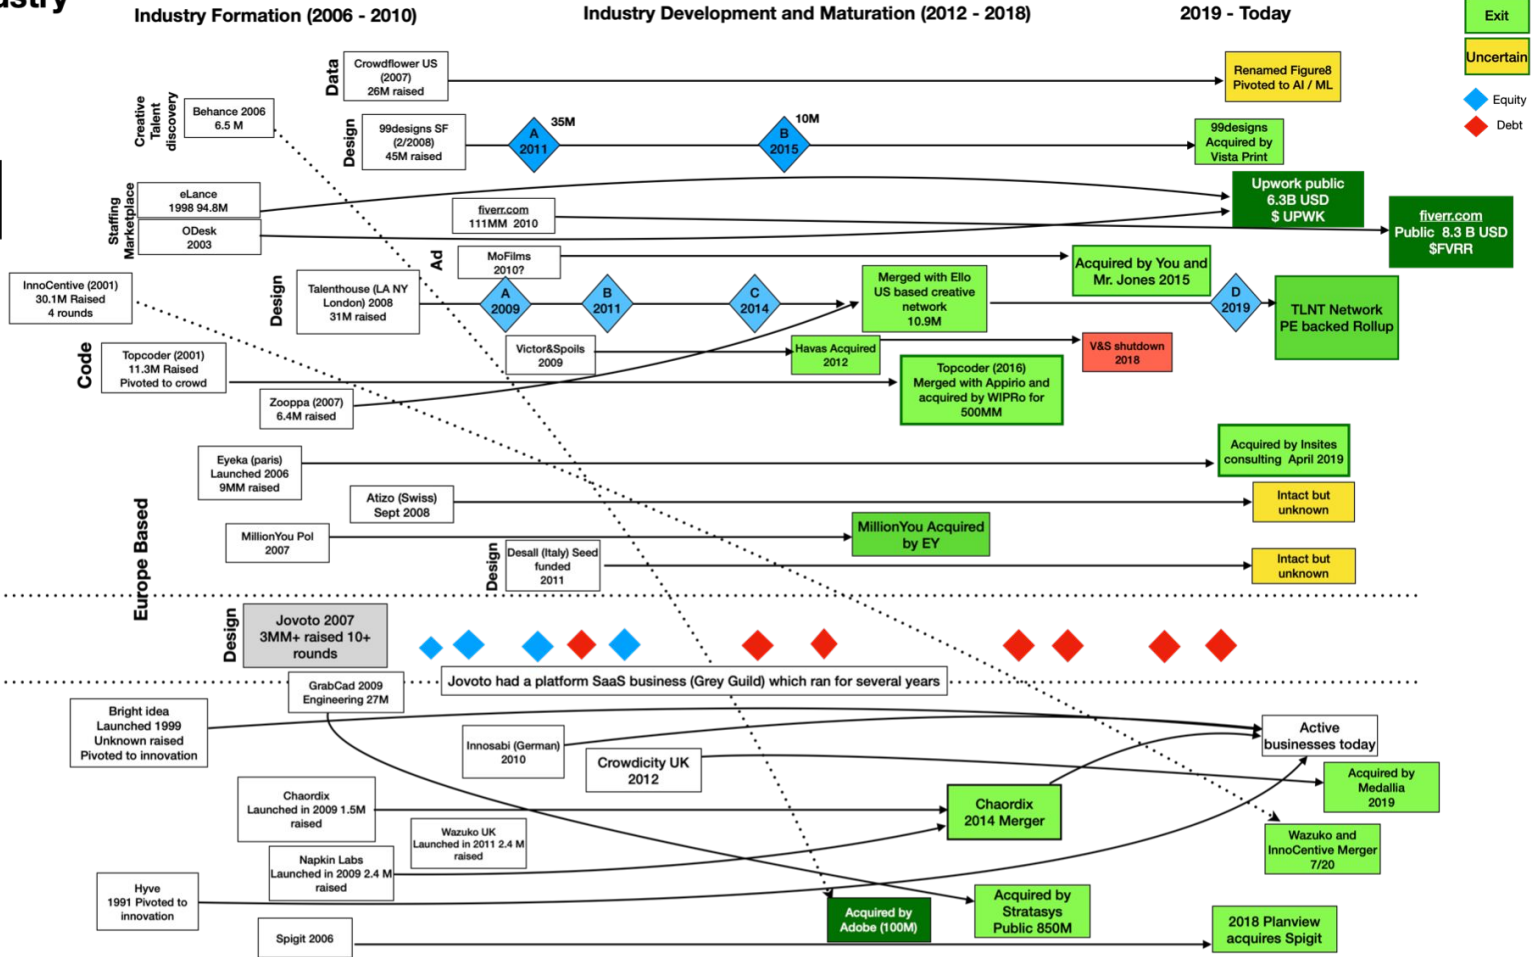 ustry
Industry Formation (2006 - 2010)
Industry Development and Maturation (2012 - 2018)
2019 - Today
Exit
Uncertain
Equity
Debt
Data
Crowdflower US
(2007)
26M raised
Renamed Figure8
Pivoted to AI / ML
Creative
Talent
discovery
Behance 2006
6.5 M
Design
99designs SF
(2/2008)
45M raised
A
2011
35M
B
2015
10M
99designs
Acquired by
Vista Print
Staffing
Marketplace
eLance
1998 94.8M
ODesk
2003
fiverr.com
111MM 2010
Upwork public
6.3B USD
$ UPWK
fiverr.com
Public 8.3 B USD
$FVRR
Ad
MoFilms
2010?
Acquired by You and
Mr. Jones 2015
InnoCentive (2001)
30.1M Raised
4 rounds
Design
Talenthouse (LA NY
London) 2008
31M raised
A
2009
B
2011
C
2014
Merged with Ello
US based creative
network
10.9M
D
2019
TLNT Network
PE backed Rollup
Victor&Spoils
2009
Havas Acquired
2012
V&S shutdown
2018
Code
Topcoder (2001)
11.3M Raised
Pivoted to crowd
Topcoder (2016)
Merged with Appirio and
acquired by WIPRo for
500MM
Zooppa (2007)
6.4M raised
Europe Based
Eyeka (paris)
Launched 2006
9MM raised
Acquired by Insites
consulting April 2019
Atizo (Swiss)
Sept 2008
Intact but
unknown
MillionYou Pol
2007
MillionYou Acquired
by EY
Design
Desall (Italy) Seed
funded
2011
Intact but
unknown
Design
Jovoto 2007
3MM+ raised 10+
rounds
Jovoto had a platform SaaS business (Grey Guild) which ran for several years
GrabCad 2009
Engineering 27M
Bright idea
Launched 1999
Unknown raised
Pivoted to innovation
Innosabi (German)
2010
Crowdicity UK
2012
Active
businesses today
Acquired by
Medallia
2019
Chaordix
Launched in 2009 1.5M
raised
Chaordix
2014 Merger
Wazuko UK
Launched in 2011 2.4 M
raised
Wazuko and
InnoCentive Merger
7/20
Napkin Labs
Launched in 2009 2.4 M
raised
Hyve
1991 Pivoted to
innovation
Acquired by
Adobe (100M)
Acquired by
Stratasys
Public 850M
Spigit 2006
2018 Planview
acquires Spigit